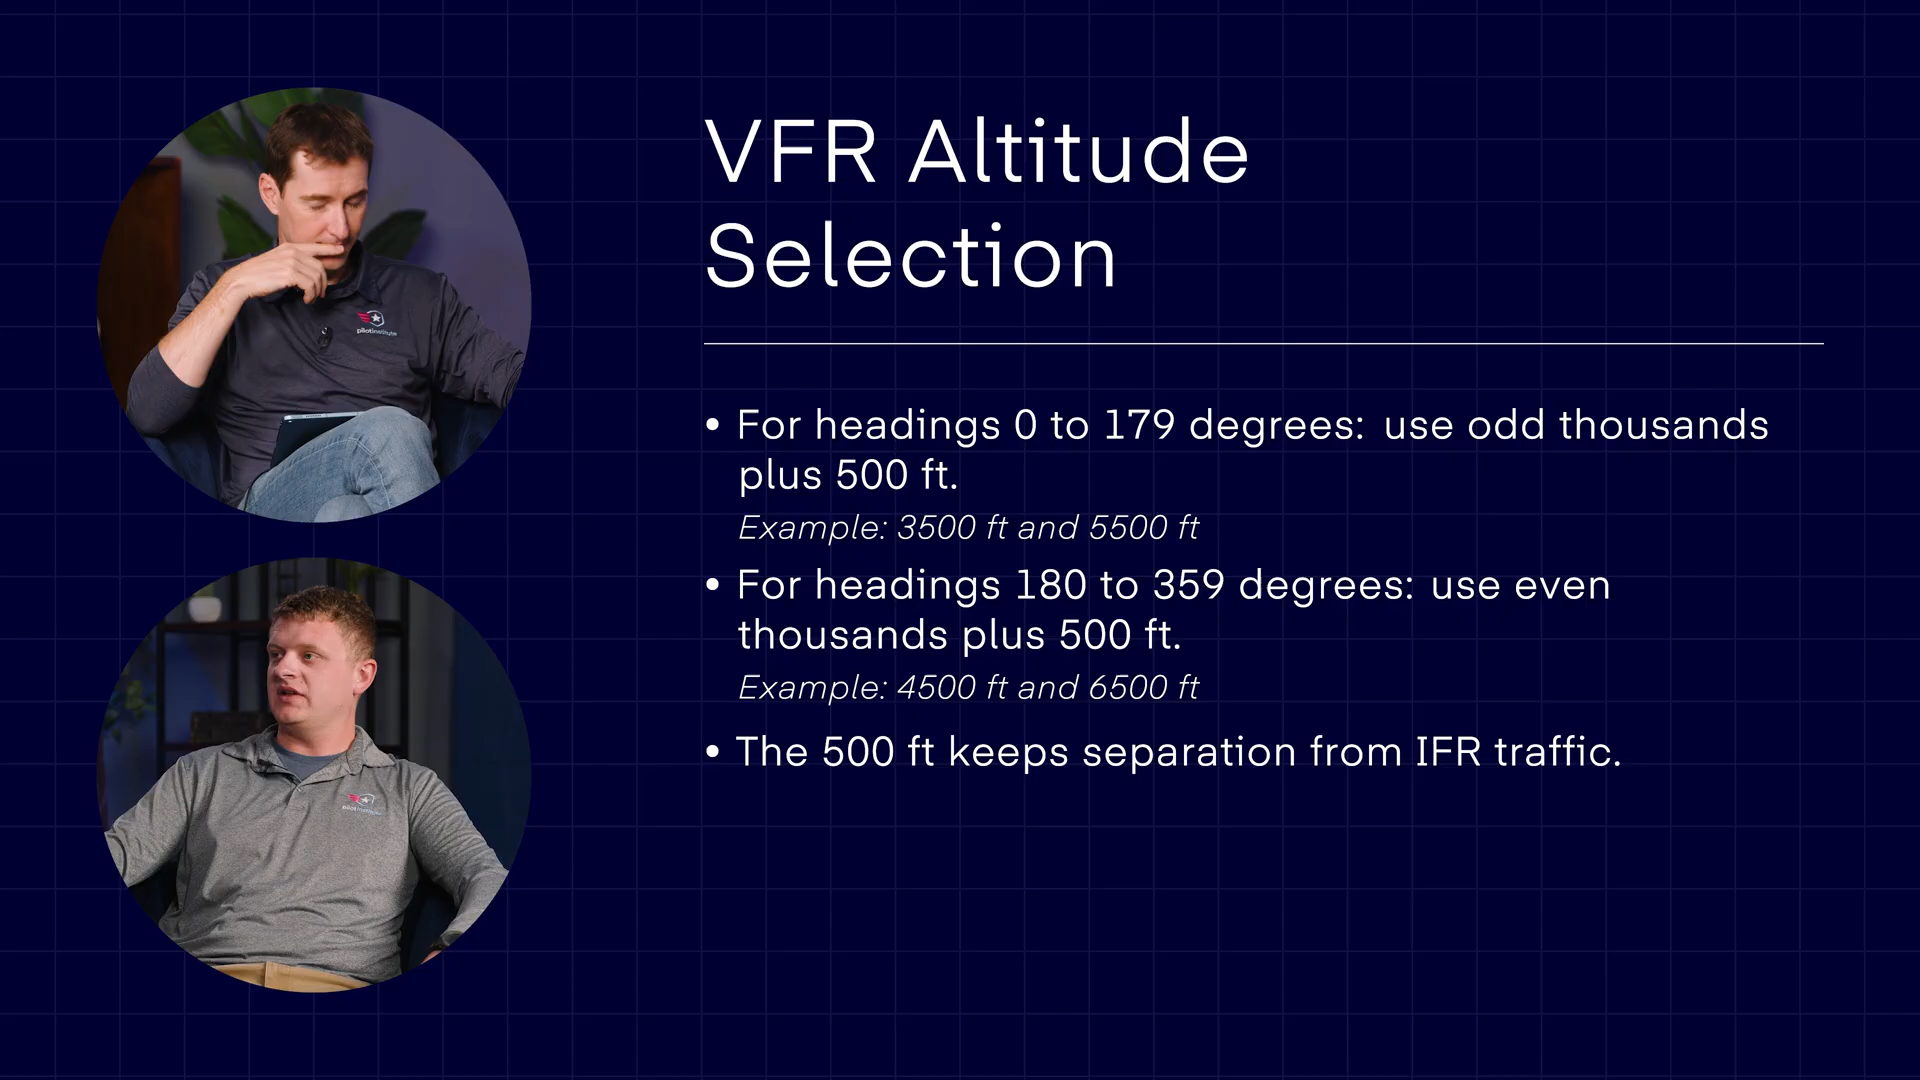 VFR Altitude
Selection
• For headings 0 to 179 degrees: use odd thousands
plus 500 ft.
Example: 3500 ft and 5500 ft
• For headings 180 to 359 degrees: use even
thousands plus 500 ft.
Example: 4500 ft and 6500 ft
• The 500 ft keeps separation from IFR traffic.
pilotinstitute
pilotinstitute